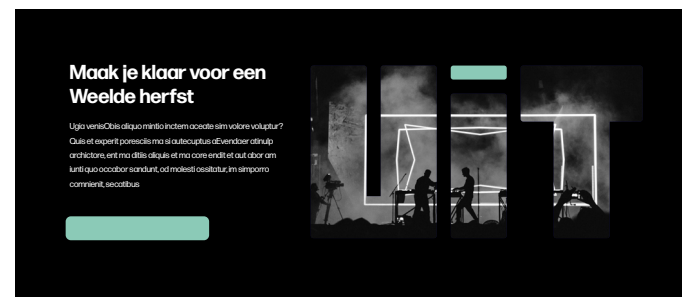 Maak je klaar voor een
Weelde herfst
Ugia venisObis aliquo mintio inctem aceate sim volore voluptur?
Quis et experit poresciis ma si autecuptus aEvendaer atinulp
archictore, ent ma ditiis aliquis et ma core endit et aut abor am
iunti quo occabor sandunt, od molesti ossitatur, im simporro
comnienit, secatibus
UiT